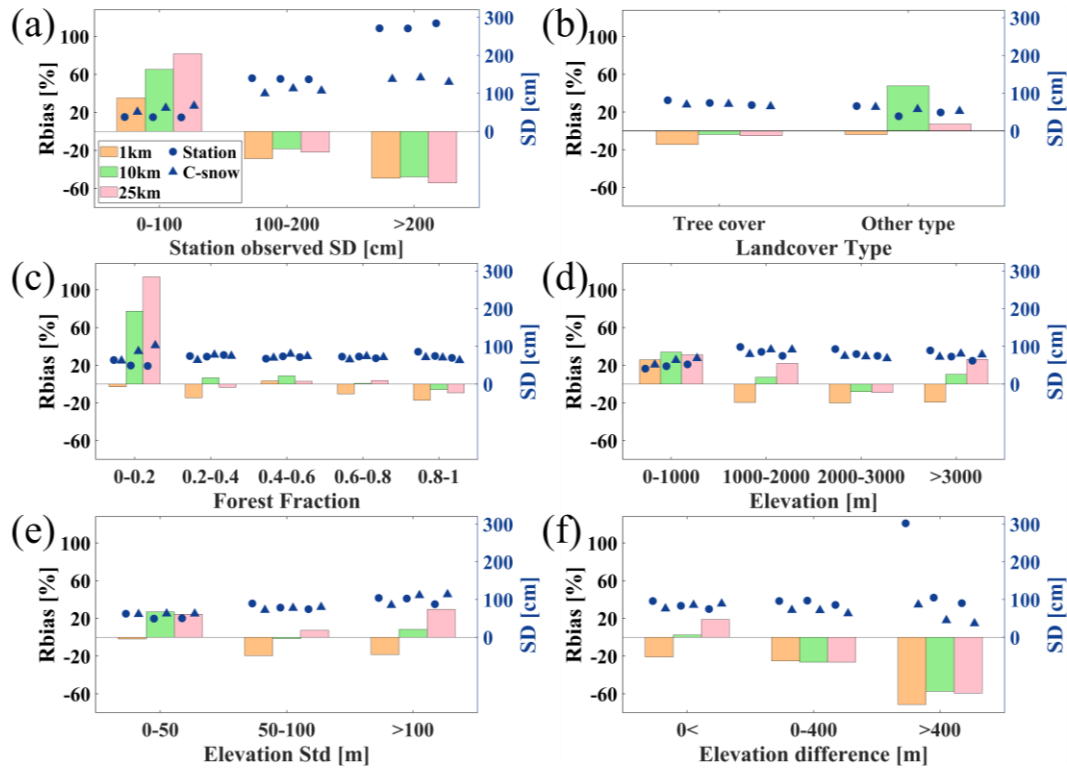 (a)
Rbias [%]
100
60
20
-20
-60
300
200
100
0
SD [cm]
1km
10km
25km
Station
C-snow
0-100 100-200 >200
Station observed SD [cm]
(b)
Rbias [%]
100
60
20
-20
-60
300
200
100
0
SD [cm]
Tree cover Other type
Landcover Type
(c)
Rbias [%]
100
60
20
-20
-60
300
200
100
0
SD [cm]
0-0.2 0.2-0.4 0.4-0.6 0.6-0.8 0.8-1
Forest Fraction
(d)
Rbias [%]
100
60
20
-20
-60
300
200
100
0
SD [cm]
0-1000 1000-2000 2000-3000 >3000
Elevation [m]
(e)
Rbias [%]
100
60
20
-20
-60
300
200
100
0
SD [cm]
0-50 50-100 >100
Elevation Std [m]
(f)
Rbias [%]
100
60
20
-20
-60
300
200
100
0
SD [cm]
0< 0-400 >400
Elevation difference [m]